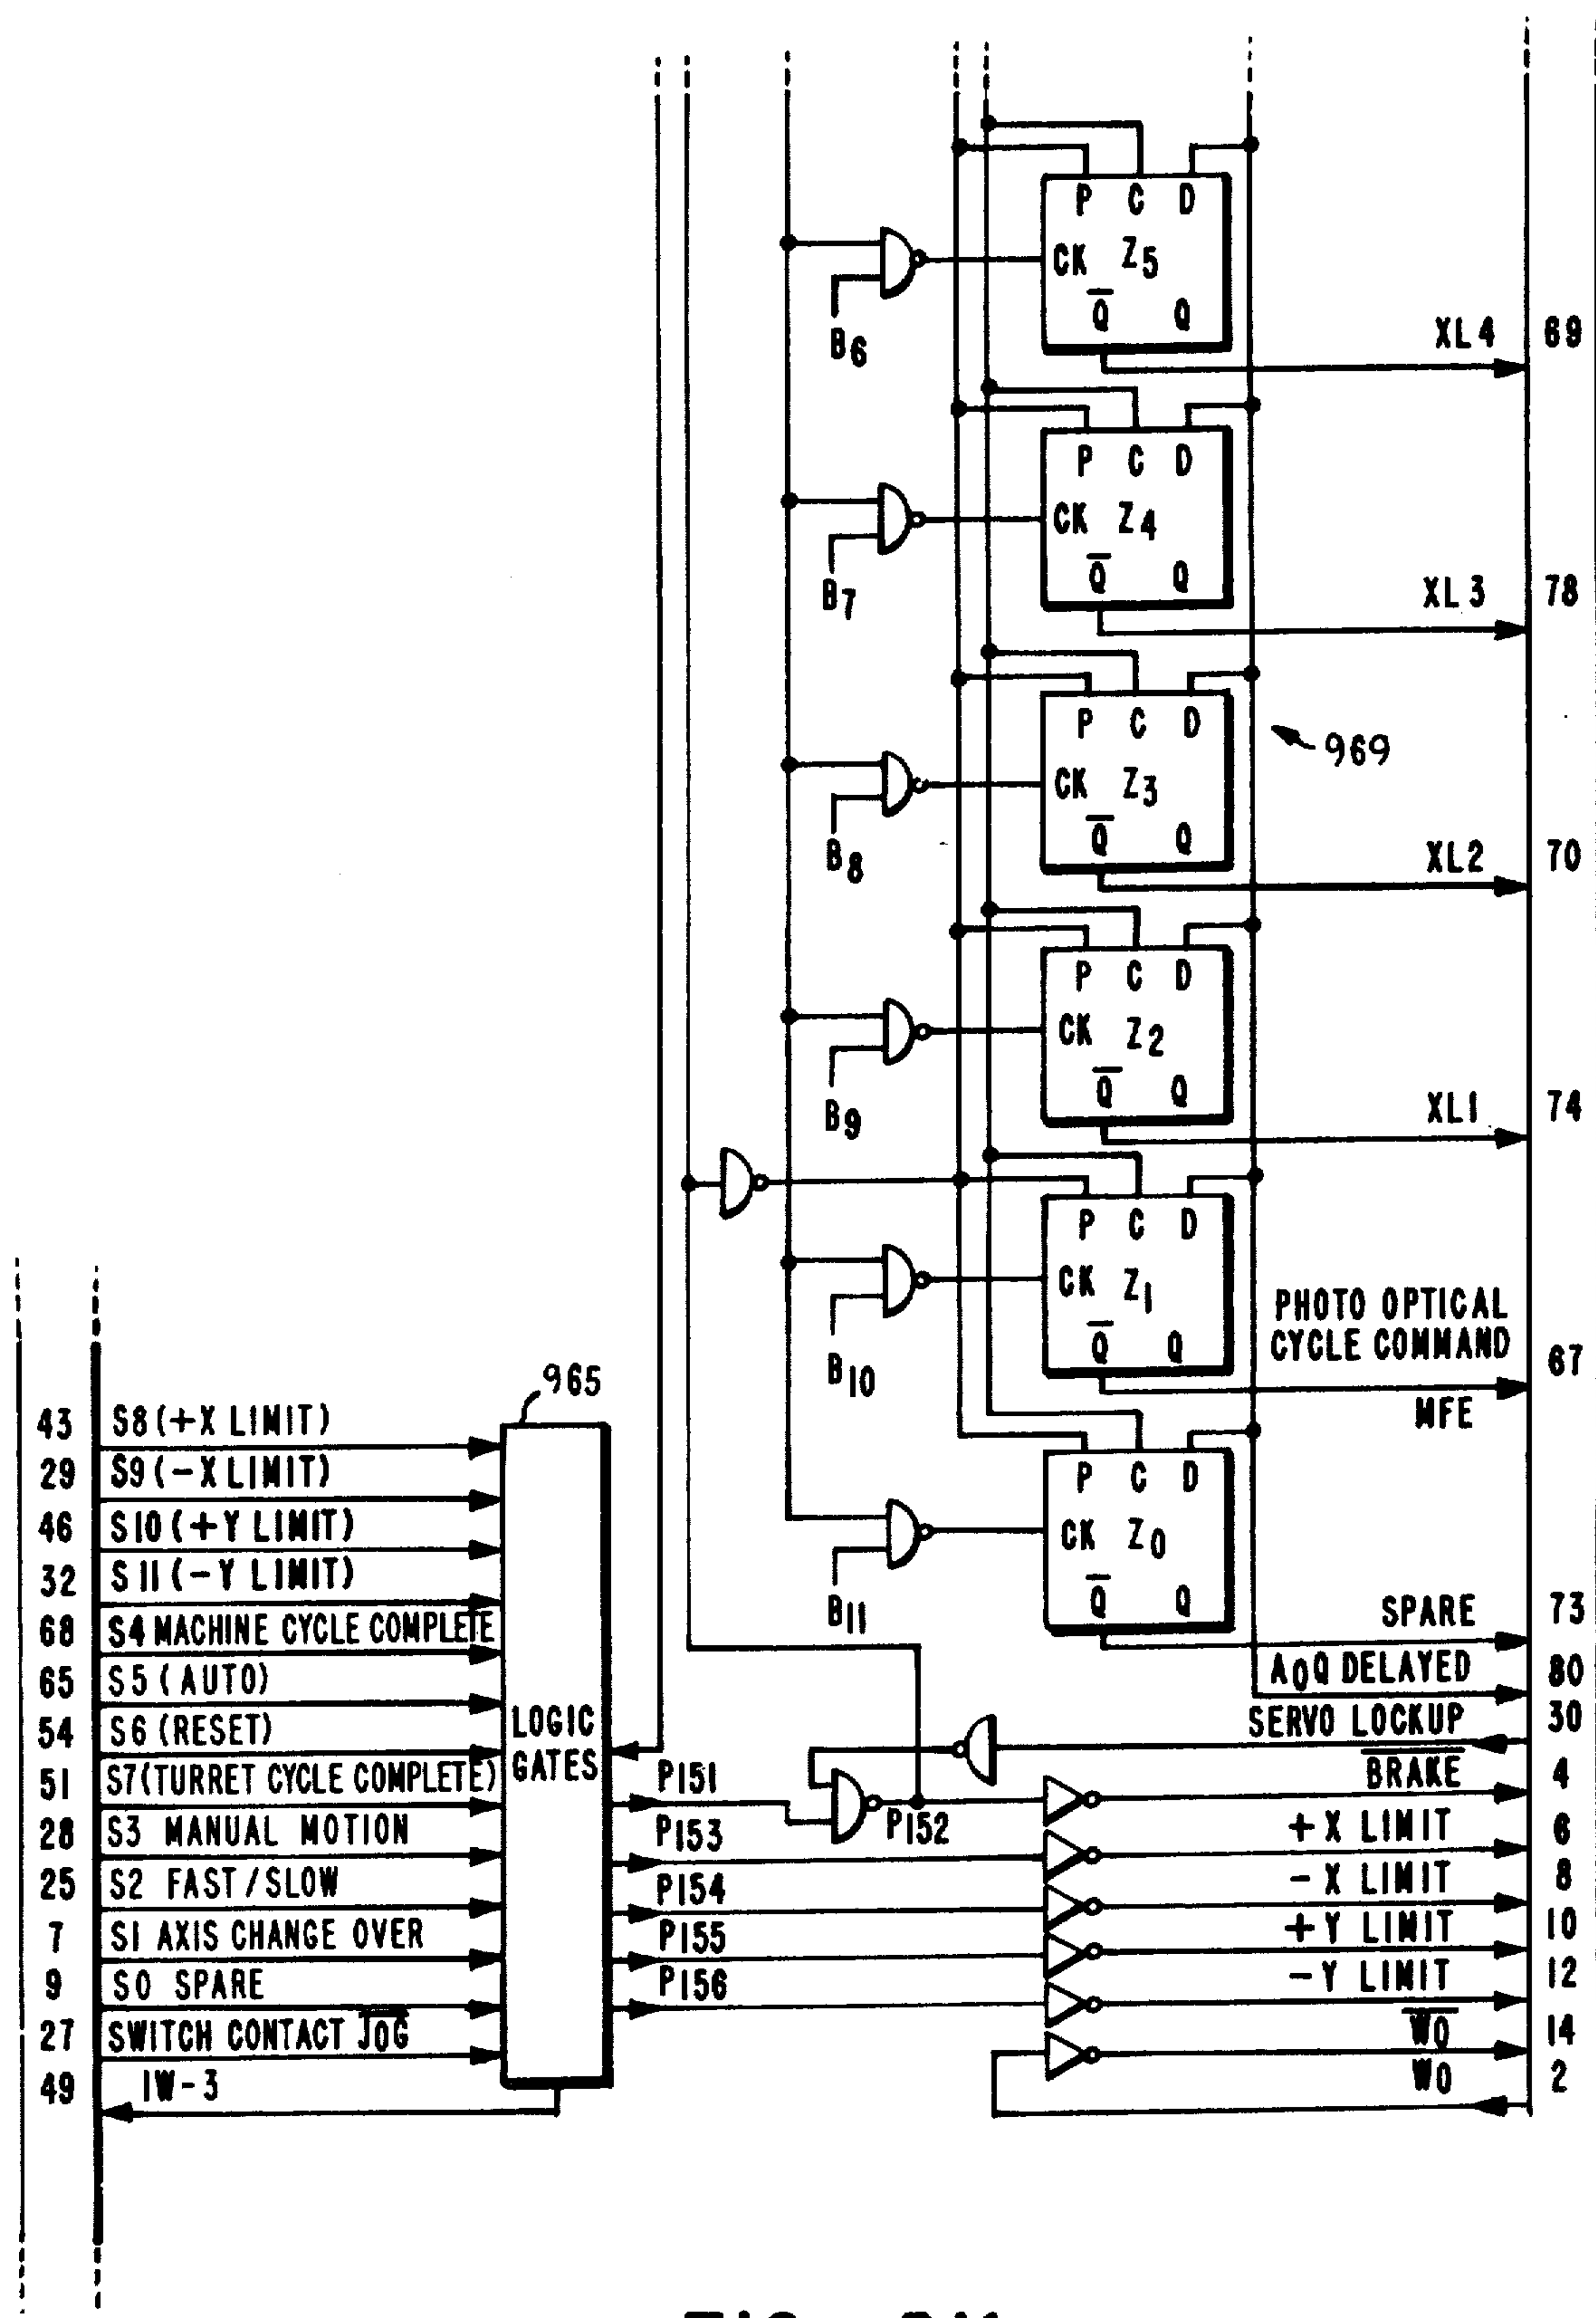 P C D
CK Z5
Q̅ Q
B6
XL4 69
P C D
CK Z4
Q̅ Q
B7
XL3 78
P C D
CK Z3
Q̅ Q
969
B8
XL2 70
P C D
CK Z2
Q̅ Q
B9
XL1 74
P C D
CK Z1
Q̅ Q
B10
PHOTO OPTICAL
CYCLE COMMAND
67
MFE
P C D
CK Z0
Q̅ Q
B11
SPARE 73
A0Q DELAYED 80
SERVO LOCKUP 30
B̅R̅A̅K̅E̅ 4
+X LIMIT 6
-X LIMIT 8
+Y LIMIT 10
-Y LIMIT 12
W̅0̅ 14
W0 2
965
LOGIC
GATES
43 S8 (+X LIMIT)
29 S9 (-X LIMIT)
46 S10 (+Y LIMIT)
32 S11 (-Y LIMIT)
68 S4 MACHINE CYCLE COMPLETE
65 S5 (AUTO)
54 S6 (RESET)
51 S7 (TURRET CYCLE COMPLETE)
28 S3 MANUAL MOTION
25 S2 FAST/SLOW
7 S1 AXIS CHANGE OVER
9 S0 SPARE
27 SWITCH CONTACT J̅O̅G̅
49 IW-3
P151
P152
P153
P154
P155
P156